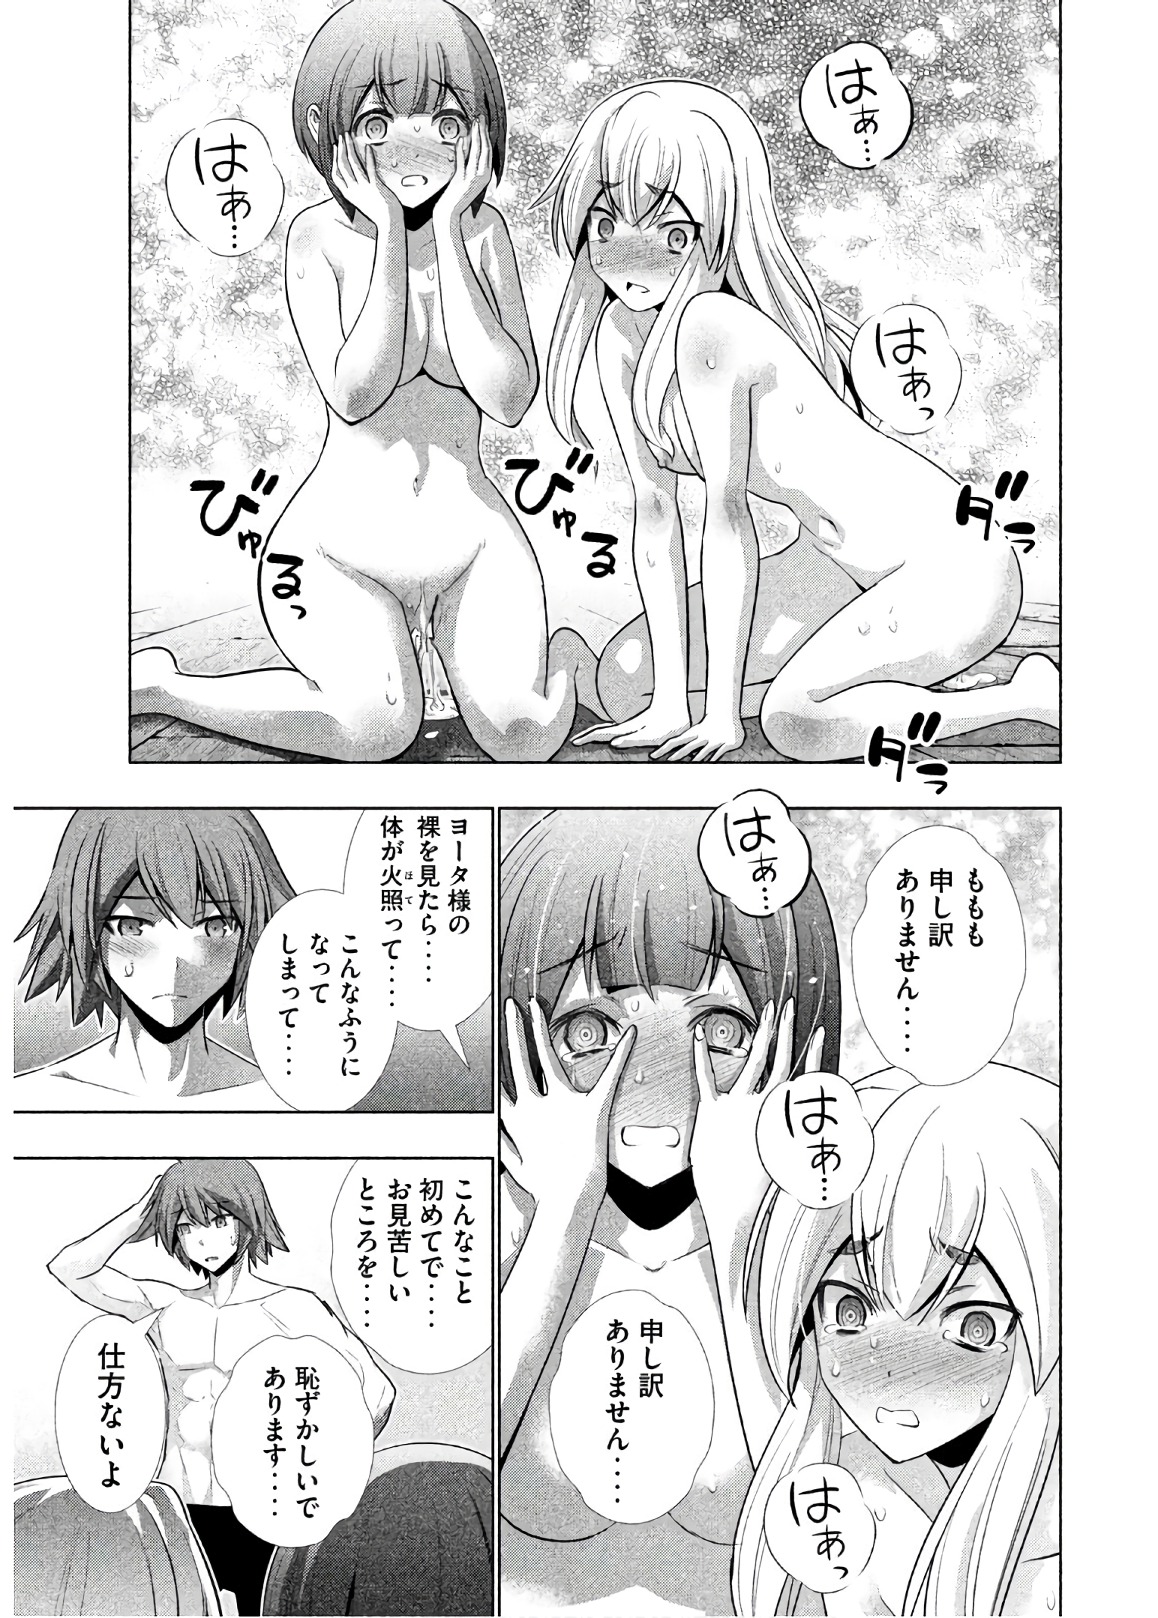 はぁ…
はぁ…
はぁっ
びゅるっ
びゅる
ダラ
ダラ
ももも
申し訳
ありません‥‥
はぁ…
はぁ…
申し訳
ありません‥‥
はぁっ
ヨータ様の
裸を見たら‥‥
体が火照って‥‥
ほて
こんなふうに
なって
しまって‥‥
こんなこと
初めてで‥‥
お見苦しい
ところを‥‥
恥ずかしいで
あります‥‥
仕方ないよ